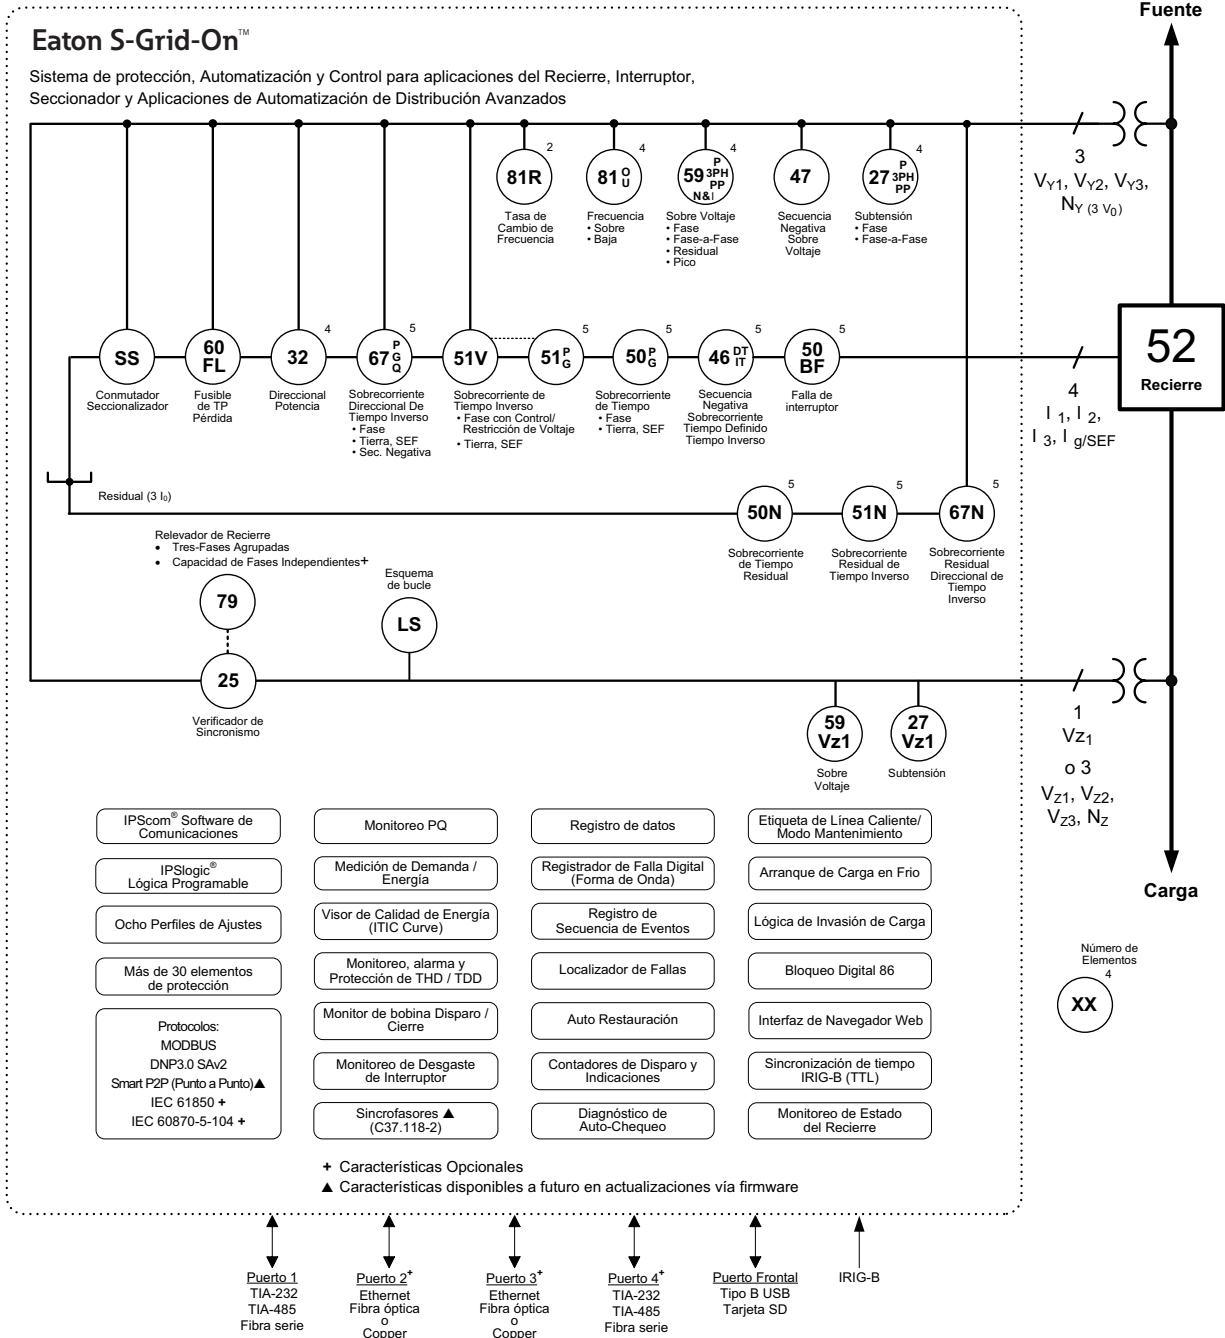 Fuente
Eaton S-Grid-On™
Sistema de protección, Automatización y Control para aplicaciones del Recierre, Interruptor,
Seccionador y Aplicaciones de Automatización de Distribución Avanzados
2
81R
Tasa de
Cambio de
Frecuencia
4
81 O U
Frecuencia
• Sobre
• Baja
4
59 P 3PH PP N&I
Sobre Voltaje
• Fase
• Fase-a-Fase
• Residual
• Pico
47
Secuencia
Negativa
Sobre
Voltaje
4
27 P 3PH PP
Subtensión
• Fase
• Fase-a-Fase
3
VY1, VY2, VY3,
NY (3 V0)
SS
Conmutador
Seccionalizador
60
FL
Fusible
de TP
Pérdida
4
32
Direccional
Potencia
5
67 P G Q
Sobrecorriente
Direccional De
Tiempo Inverso
• Fase
• Tierra, SEF
• Sec. Negativa
51V
5
51 P G
Sobrecorriente de
Tiempo Inverso
• Fase con Control/
Restricción de Voltaje
• Tierra, SEF
5
50 P G
Sobrecorriente
de Tiempo
• Fase
• Tierra, SEF
5
46 DT IT
Secuencia
Negativa
Sobrecorriente
Tiempo Definido
Tiempo Inverso
5
50
BF
Falla de
interruptor
4
I 1, I 2,
I 3, I g/SEF
52
Recierre
Residual (3 I0)
5
50N
Sobrecorriente
de Tiempo
Residual
5
51N
Sobrecorriente
Residual de
Tiempo Inverso
5
67N
Sobrecorriente
Residual
Direccional de
Tiempo
Inverso
Relevador de Recierre
• Tres-Fases Agrupadas
• Capacidad de Fases Independientes+
79
Esquema
de bucle
LS
25
Verificador de
Sincronismo
59
Vz1
Sobre
Voltaje
27
Vz1
Subtensión
1
Vz1
o 3
VZ1, VZ2,
VZ3, NZ
Carga
IPScom® Software de
Comunicaciones
IPSlogic®
Lógica Programable
Ocho Perfiles de Ajustes
Más de 30 elementos
de protección
Protocolos:
MODBUS
DNP3.0 SAv2
Smart P2P (Punto a Punto)▲
IEC 61850 +
IEC 60870-5-104 +
Monitoreo PQ
Medición de Demanda /
Energía
Visor de Calidad de Energía
(ITIC Curve)
Monitoreo, alarma y
Protección de THD / TDD
Monitor de bobina Disparo /
Cierre
Monitoreo de Desgaste
de Interruptor
Sincrofasores ▲
(C37.118-2)
Registro de datos
Registrador de Falla Digital
(Forma de Onda)
Registro de
Secuencia de Eventos
Localizador de Fallas
Auto Restauración
Contadores de Disparo y
Indicaciones
Diagnóstico de
Auto-Chequeo
Etiqueta de Línea Caliente/
Modo Mantenimiento
Arranque de Carga en Frio
Lógica de Invasión de Carga
Bloqueo Digital 86
Interfaz de Navegador Web
Sincronización de tiempo
IRIG-B (TTL)
Monitoreo de Estado
del Recierre
Número de
Elementos
4
XX
+ Características Opcionales
▲ Características disponibles a futuro en actualizaciones vía firmware
Puerto 1
TIA-232
TIA-485
Fibra serie
Puerto 2+
Ethernet
Fibra óptica
o
Copper
Puerto 3+
Ethernet
Fibra óptica
o
Copper
Puerto 4+
TIA-232
TIA-485
Fibra serie
Puerto Frontal
Tipo B USB
Tarjeta SD
IRIG-B